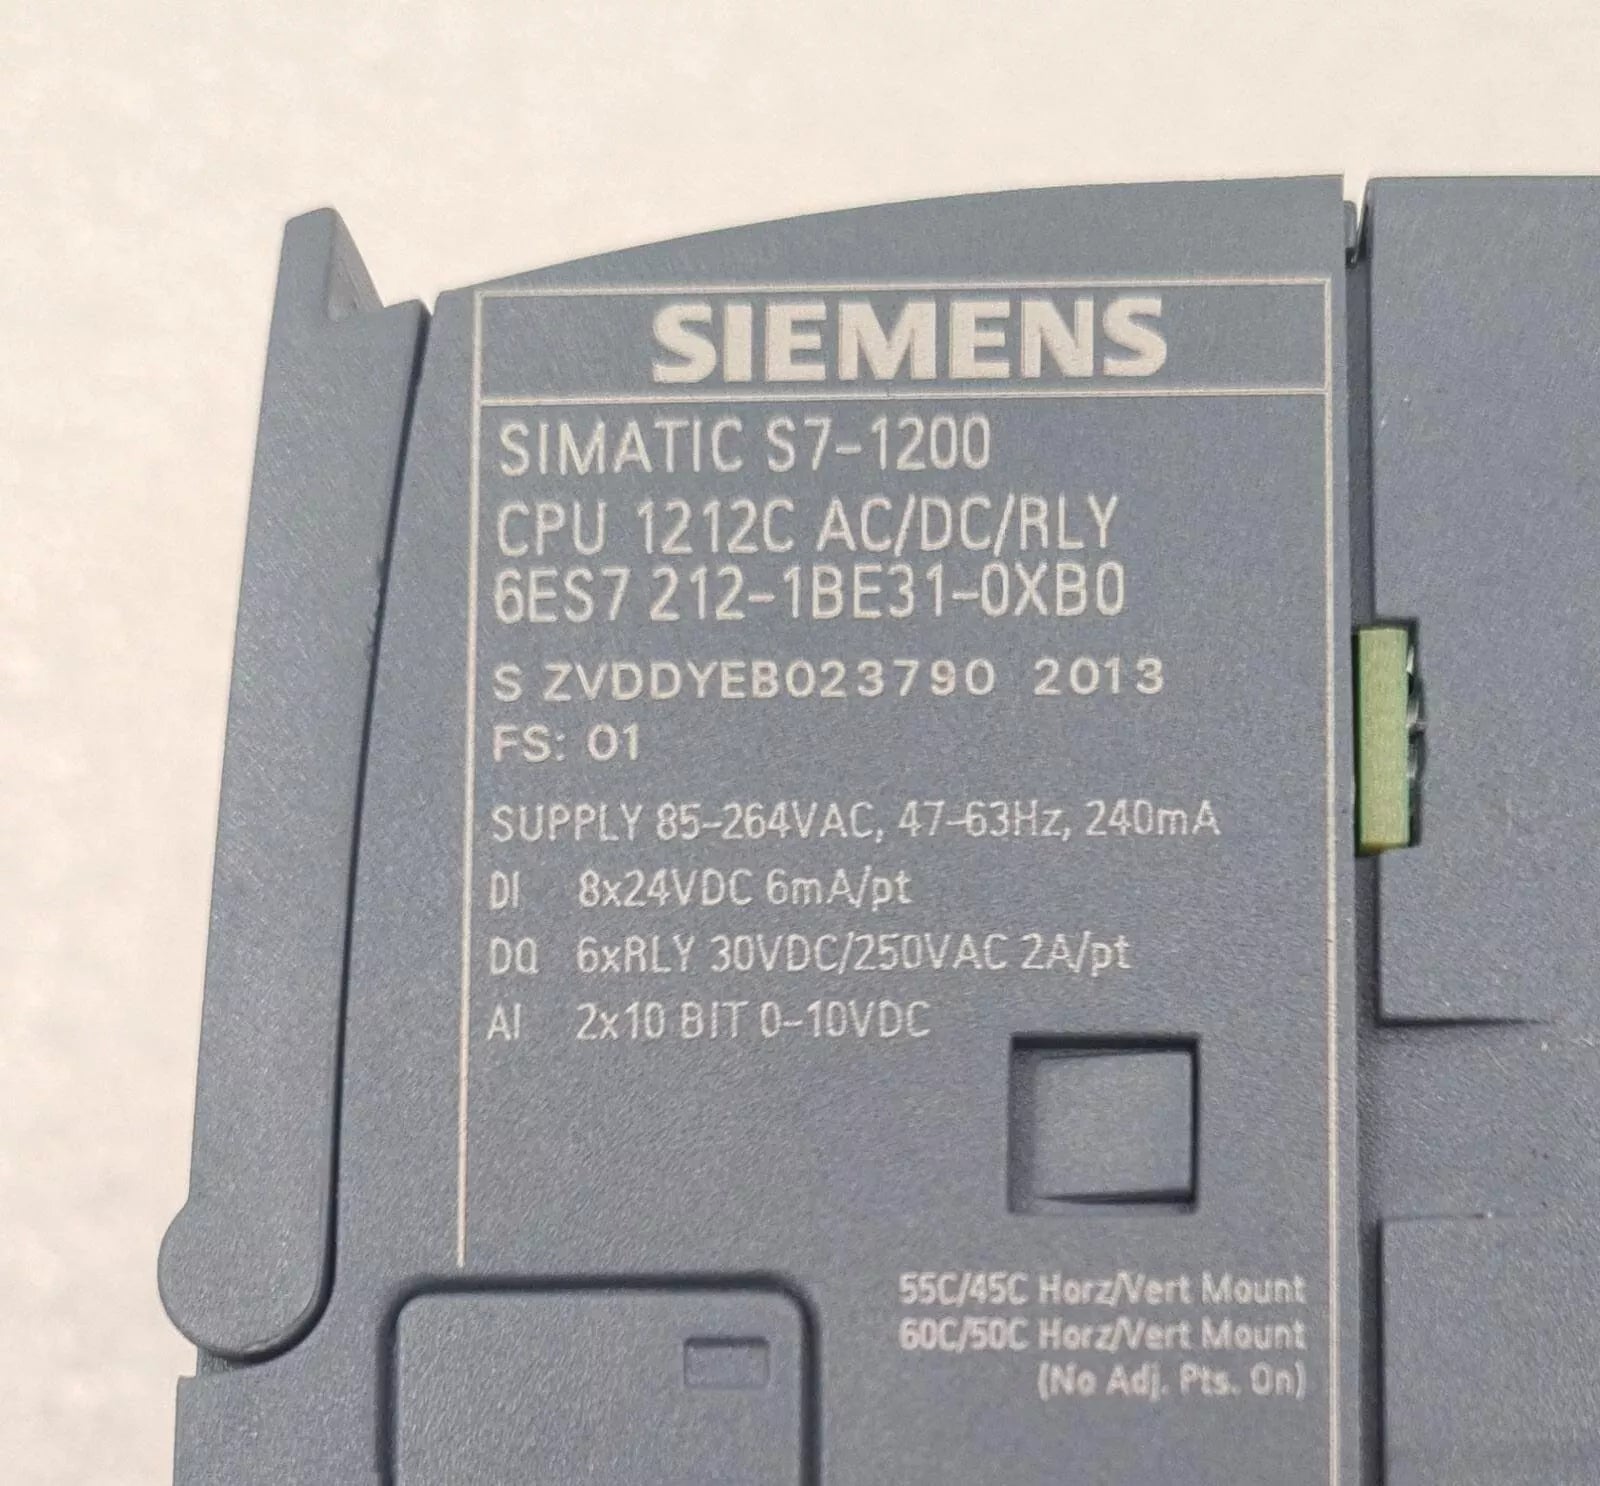 SIEMENS
SIMATIC S7-1200
CPU 1212C AC/DC/RLY
6ES7 212-1BE31-0XB0
S ZVDDYEB023790 2013
FS: 01
SUPPLY 85-264VAC, 47-63Hz, 240mA
DI 8x24VDC 6mA/pt
DQ 6xRLY 30VDC/250VAC 2A/pt
AI 2x10 BIT 0-10VDC
55C/45C Horz/Vert Mount
60C/50C Horz/Vert Mount
(No Adj. Pts. On)